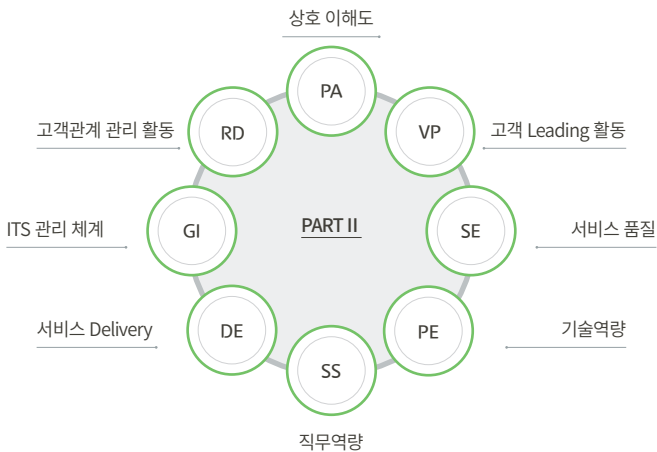 상호 이해도
PA
고객관계 관리 활동
RD
VP
고객 Leading 활동
ITS 관리 체계
GI
PART II
SE
서비스 품질
서비스 Delivery
DE
PE
기술역량
SS
직무역량